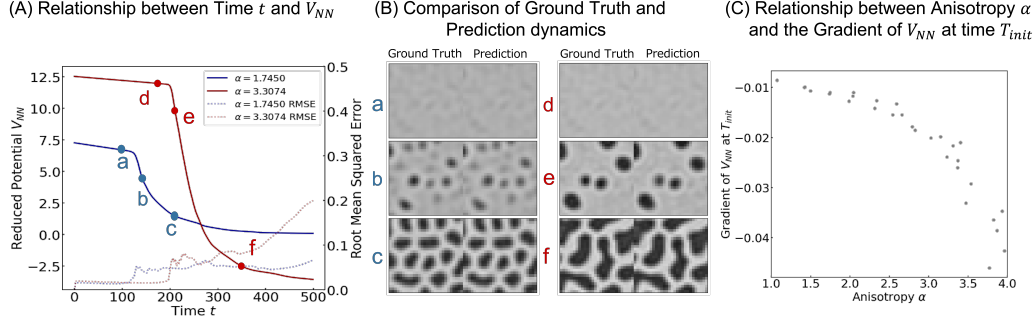 (A) Relationship between Time t and V_NN
12.5
10.0
7.5
5.0
2.5
0.0
−2.5
Reduced Potential V_NN
0
100
200
300
400
500
Time t
0.5
0.4
0.3
0.2
0.1
0.0
Root Mean Squared Error
α = 1.7450
α = 3.3074
α = 1.7450 RMSE
α = 3.3074 RMSE
a
b
c
d
e
f
(B) Comparison of Ground Truth and
Prediction dynamics
Ground Truth Prediction
Ground Truth Prediction
a
b
c
d
e
f
(C) Relationship between Anisotropy α
and the Gradient of V_NN at time T_init
−0.01
−0.02
−0.03
−0.04
Gradient of V_NN at T_init
1.0
1.5
2.0
2.5
3.0
3.5
4.0
Anisotropy α